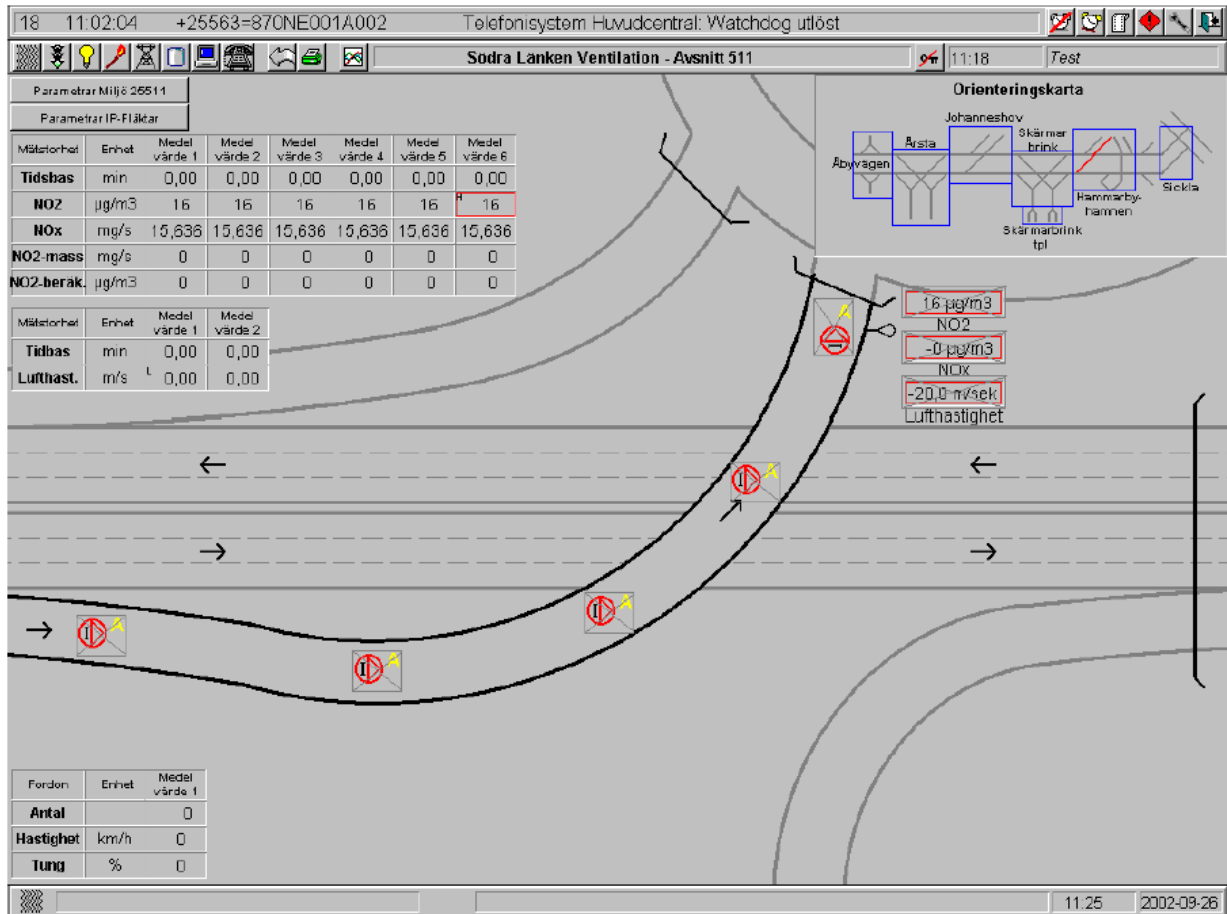 18 11:02:04 +25563=870NE001A002 Telefonisystem Huvudcentral: Watchdog utlöst
Södra Länken Ventilation - Avsnitt 511 11:18 Test
Parametrar Miljö 25511
Parametrar IP-Fläktar
Mätstorhet Enhet Medel värde 1 Medel värde 2 Medel värde 3 Medel värde 4 Medel värde 5 Medel värde 6
Tidsbas min 0,00 0,00 0,00 0,00 0,00 0,00
NO2 µg/m3 16 16 16 16 16 H 16
NOx mg/s 15,636 15,636 15,636 15,636 15,636 15,636
NO2-mass mg/s 0 0 0 0 0 0
NO2-beräk. µg/m3 0 0 0 0 0 0
Mätstorhet Enhet Medel värde 1 Medel värde 2
Tidbas min 0,00 0,00
Lufthast. m/s L 0,00 0,00
Orienteringskarta
Johanneshov
Årsta
Skärmar
brink
Åbyvägen
Sickla
Hammarby-
hamnen
Skärmarbrink
tpl
16 µg/m3
NO2
-0 µg/m3
NOx
-20,0 m/sek
Lufthastighet
A
I
I A
I A
I A
I A
Fordon Enhet Medel värde 1
Antal 0
Hastighet km/h 0
Tung % 0
11:25 2002-09-26